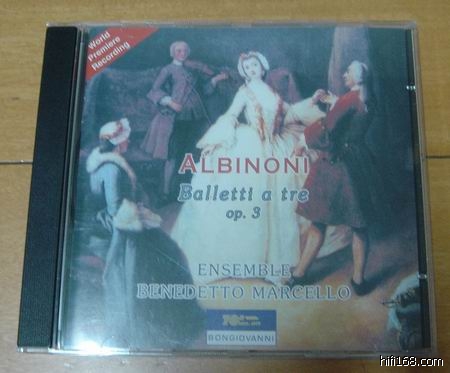 World
Premiere
Recording
ALBINONI
Balletti a tre
op. 3
ENSEMBLE
BENEDETTO MARCELLO
BONGIOVANNI
hifi168.com